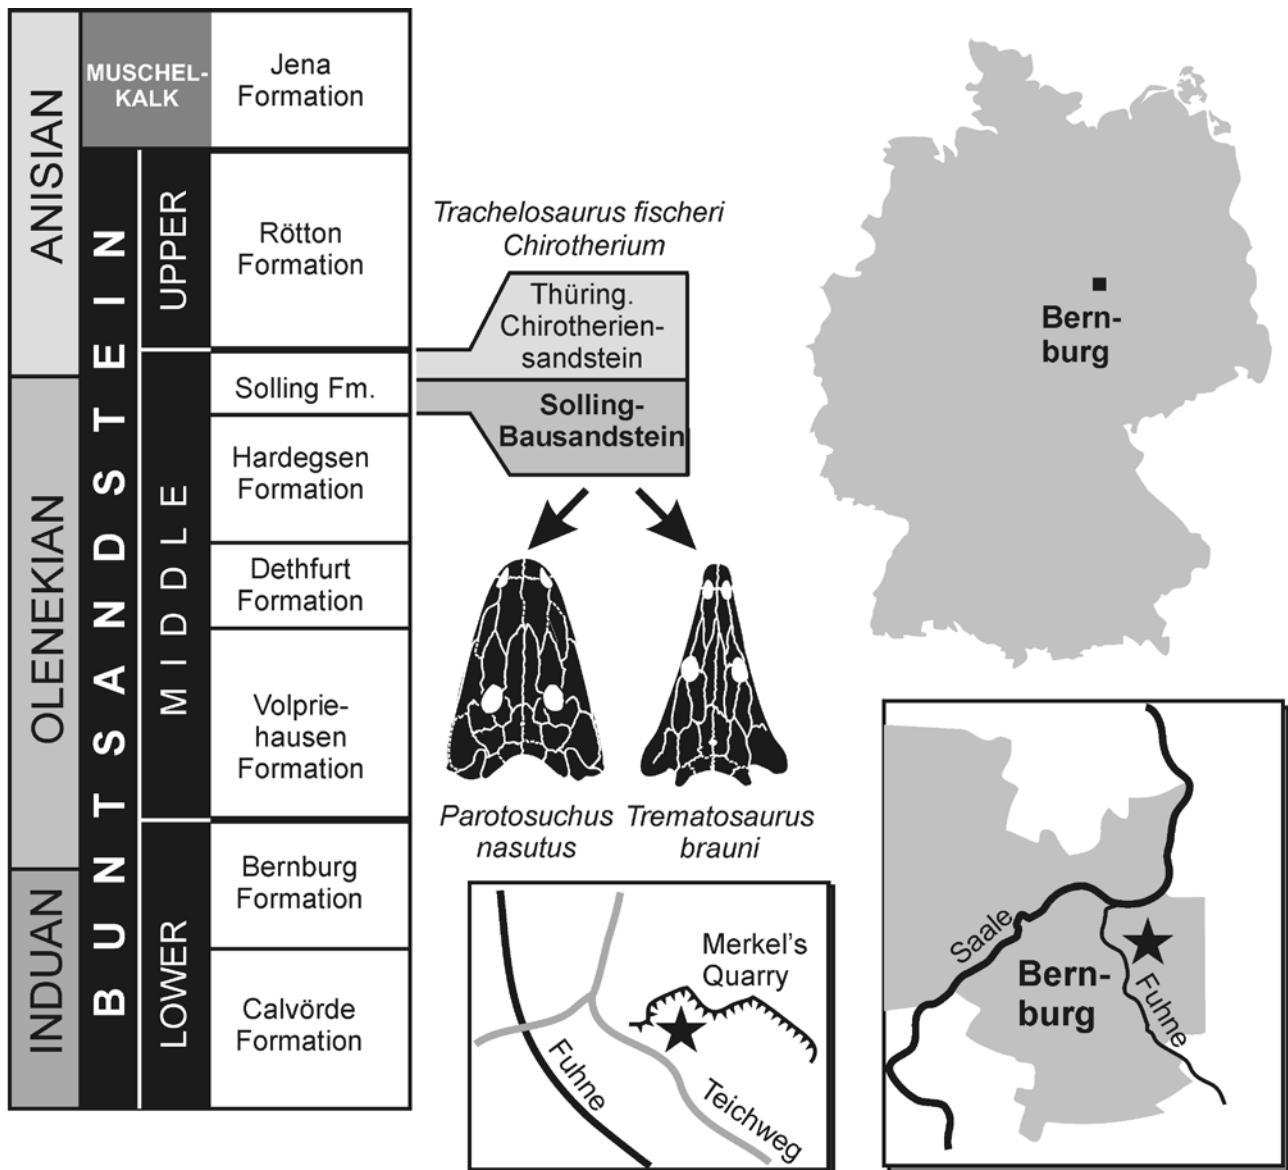 ANISIAN
OLENEKIAN
INDUAN
BUNTSANDSTEIN
MUSCHEL-
KALK
UPPER
MIDDLE
LOWER
Jena
Formation
Rötton
Formation
Solling Fm.
Hardegsen
Formation
Dethfurt
Formation
Volprie-
hausen
Formation
Bernburg
Formation
Calvörde
Formation
Trachelosaurus fischeri
Chirotherium
Thüring.
Chirotherien-
sandstein
Solling-
Bausandstein
Parotosuchus
nasutus
Trematosaurus
brauni
Merkel's
Quarry
Fuhne
Teichweg
Bern-
burg
Saale
Bern-
burg
Fuhne